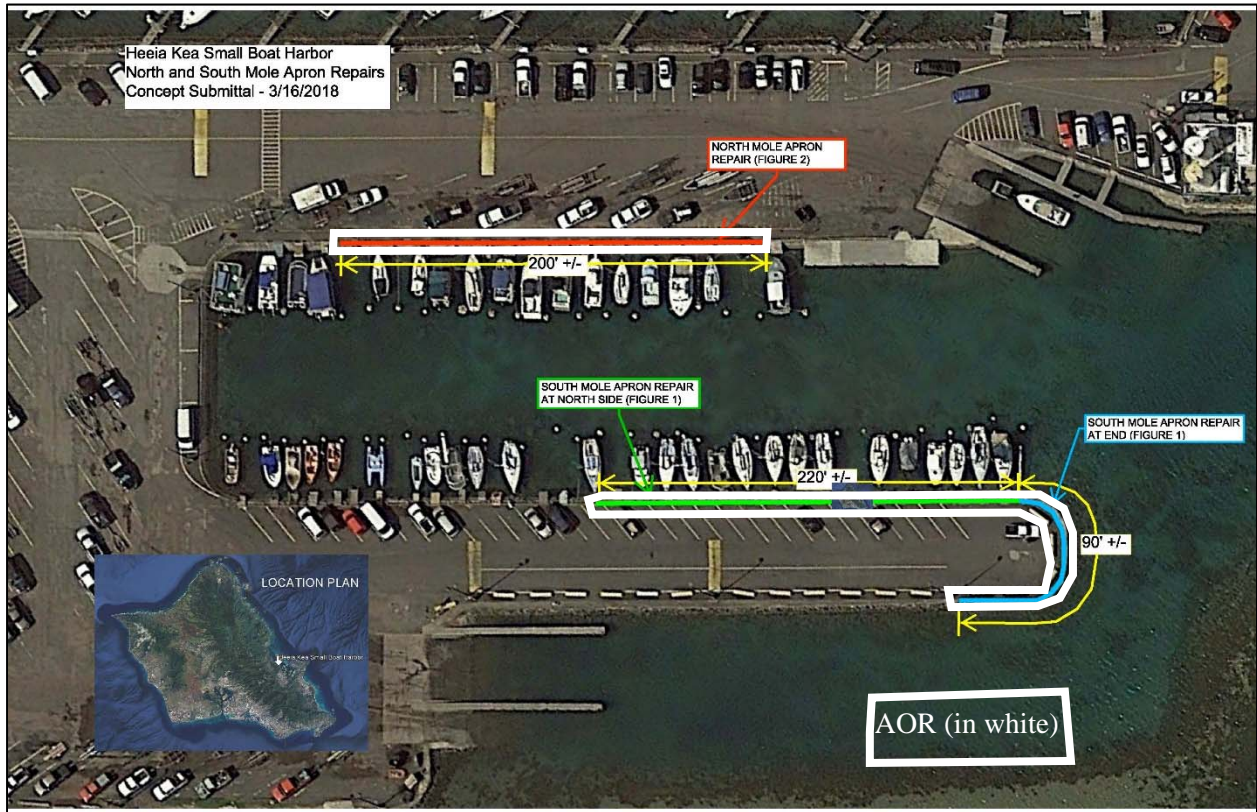 Heeia Kea Small Boat Harbor
North and South Mole Apron Repairs
Concept Submittal - 3/16/2018
NORTH MOLE APRON
REPAIR (FIGURE 2)
200' +/-
SOUTH MOLE APRON REPAIR
AT NORTH SIDE (FIGURE 1)
SOUTH MOLE APRON REPAIR
AT END (FIGURE 1)
220' +/-
90' +/-
LOCATION PLAN
Heeia Kea Small Boat Harbor
AOR (in white)